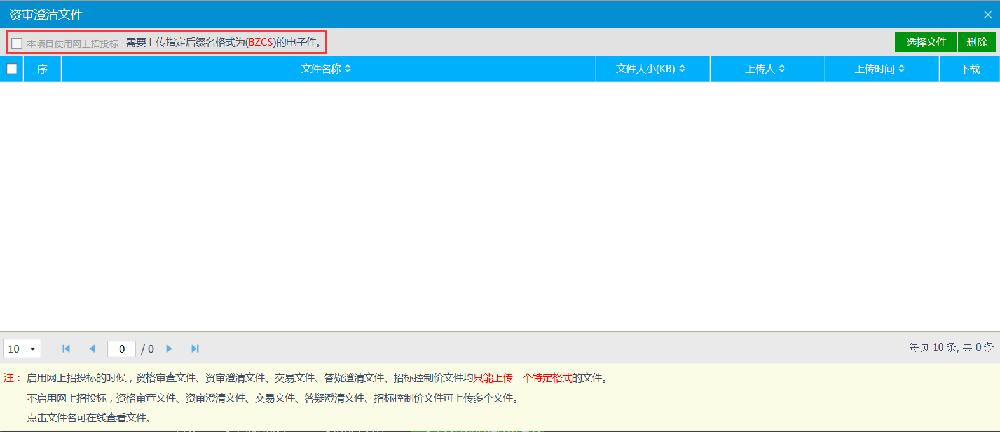 资审澄清文件
本项目使用网上招投标 需要上传指定后缀名格式为(BZCS)的电子件。
选择文件 删除
序 文件名称 文件大小(KB) 上传人 上传时间 下载
10 0 / 0 每页 10 条, 共 0 条
注： 启用网上招投标的时候，资格审查文件、资审澄清文件、交易文件、答疑澄清文件、招标控制价文件均只能上传一个特定格式的文件。
不启用网上招投标，资格审查文件、资审澄清文件、交易文件、答疑澄清文件、招标控制价文件可上传多个文件。
点击文件名可在线查看文件。